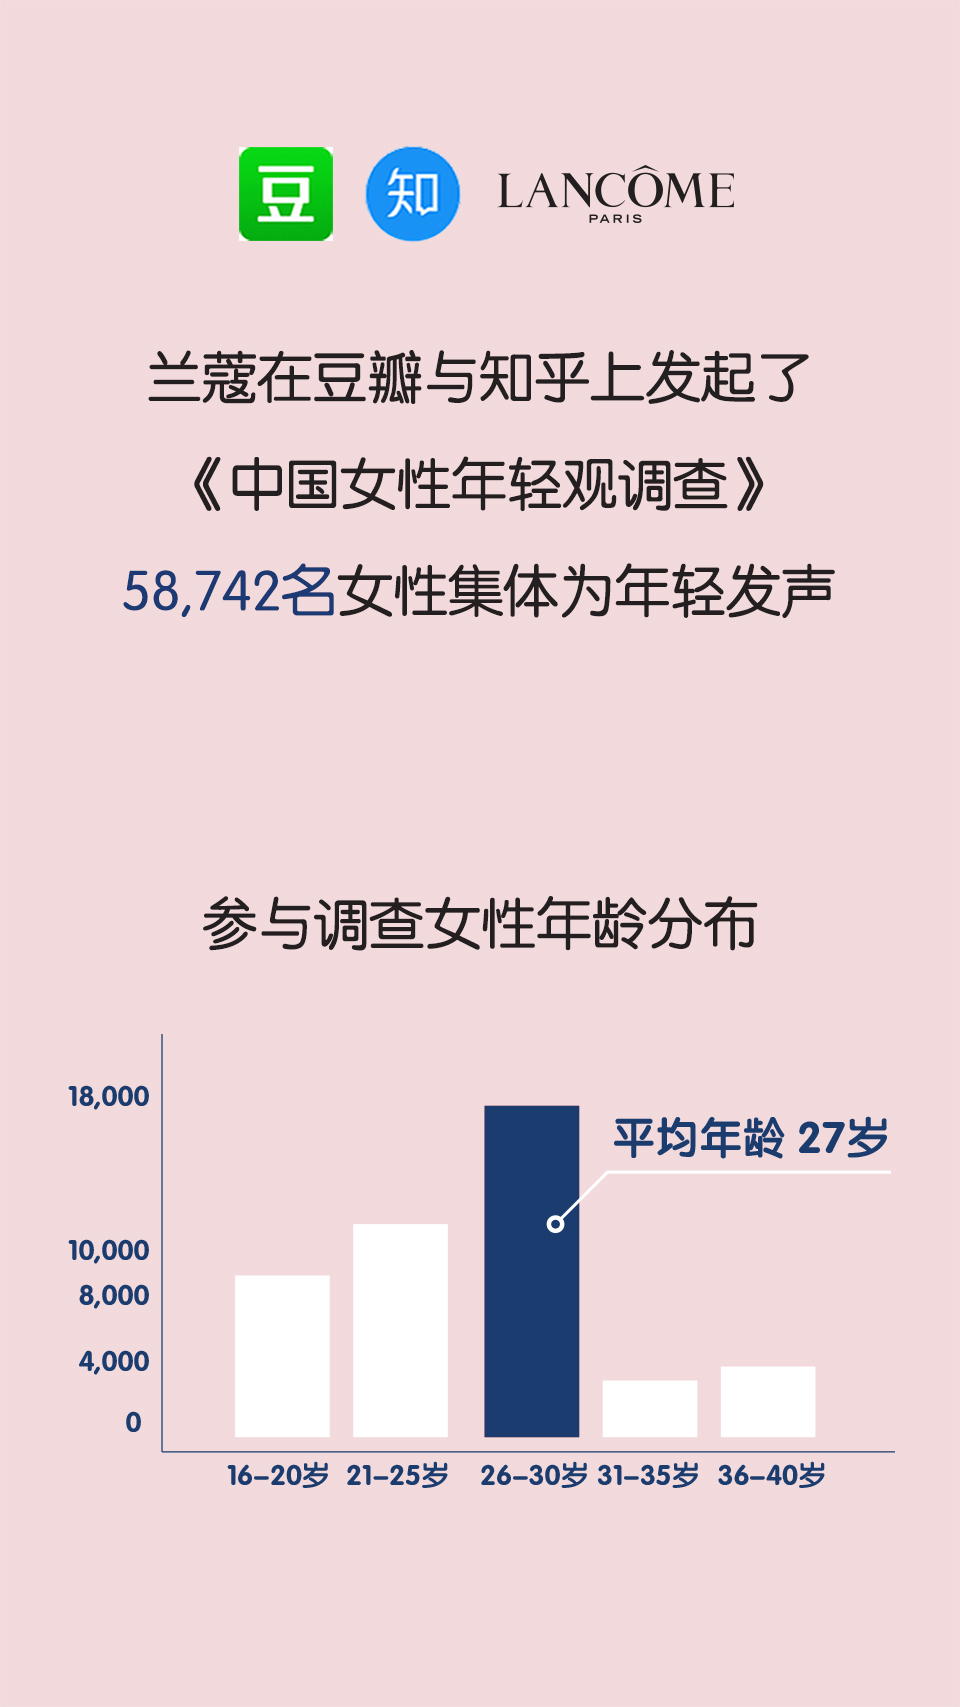 豆 知 LANCÔME
PARIS
兰蔻在豆瓣与知乎上发起了
《中国女性年轻观调查》
58,742名女性集体为年轻发声
参与调查女性年龄分布
18,000
平均年龄 27岁
10,000
8,000
4,000
0
16-20岁 21-25岁 26-30岁 31-35岁 36-40岁